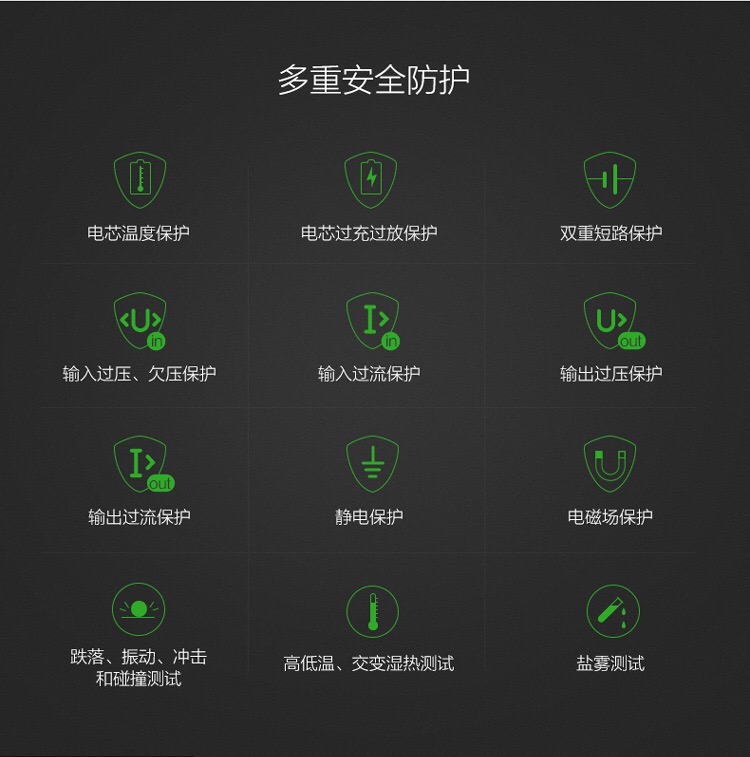 多重安全防护
电芯温度保护
电芯过充过放保护
双重短路保护
<U>
in
I>
in
U>
out
输入过压、欠压保护
输入过流保护
输出过压保护
I>
out
输出过流保护
静电保护
电磁场保护
跌落、振动、冲击
和碰撞测试
高低温、交变湿热测试
盐雾测试